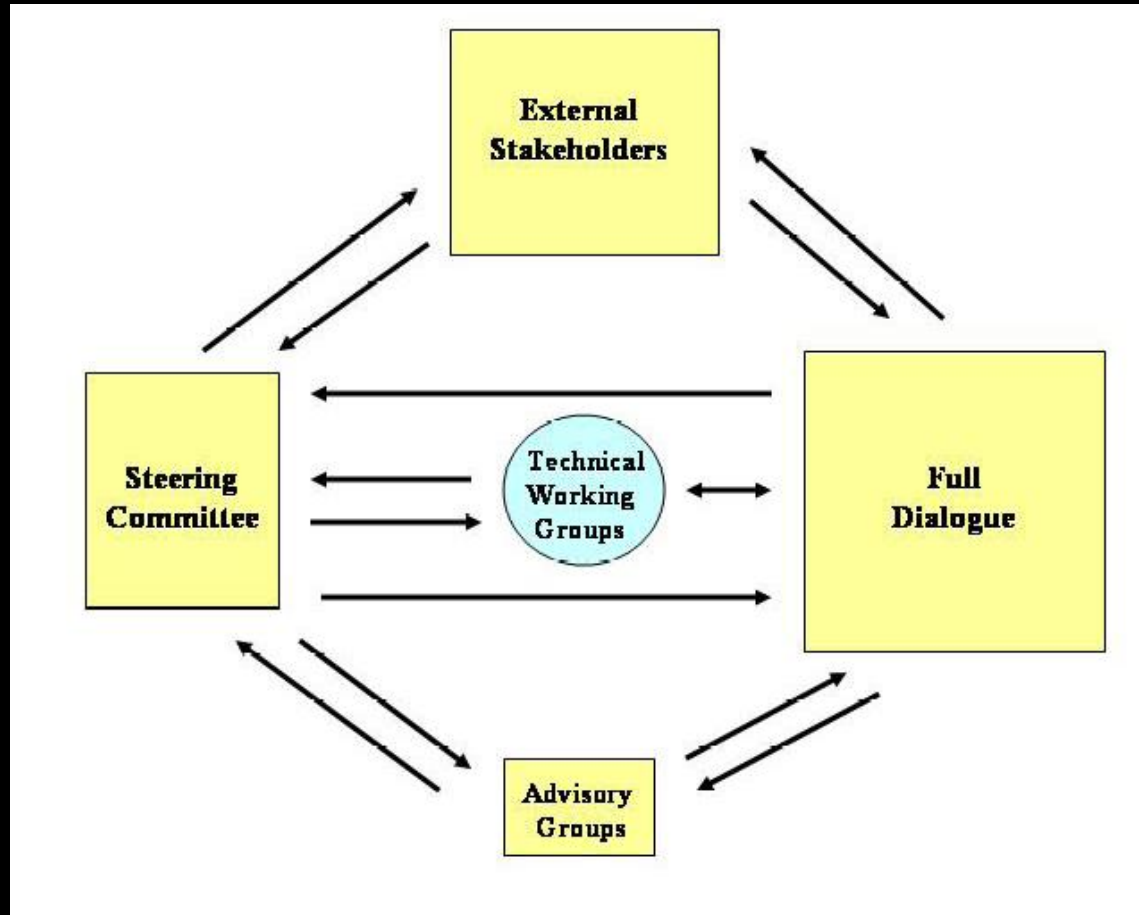 External
Stakeholders
Steering
Committee
Technical
Working
Groups
Full
Dialogue
Advisory
Groups